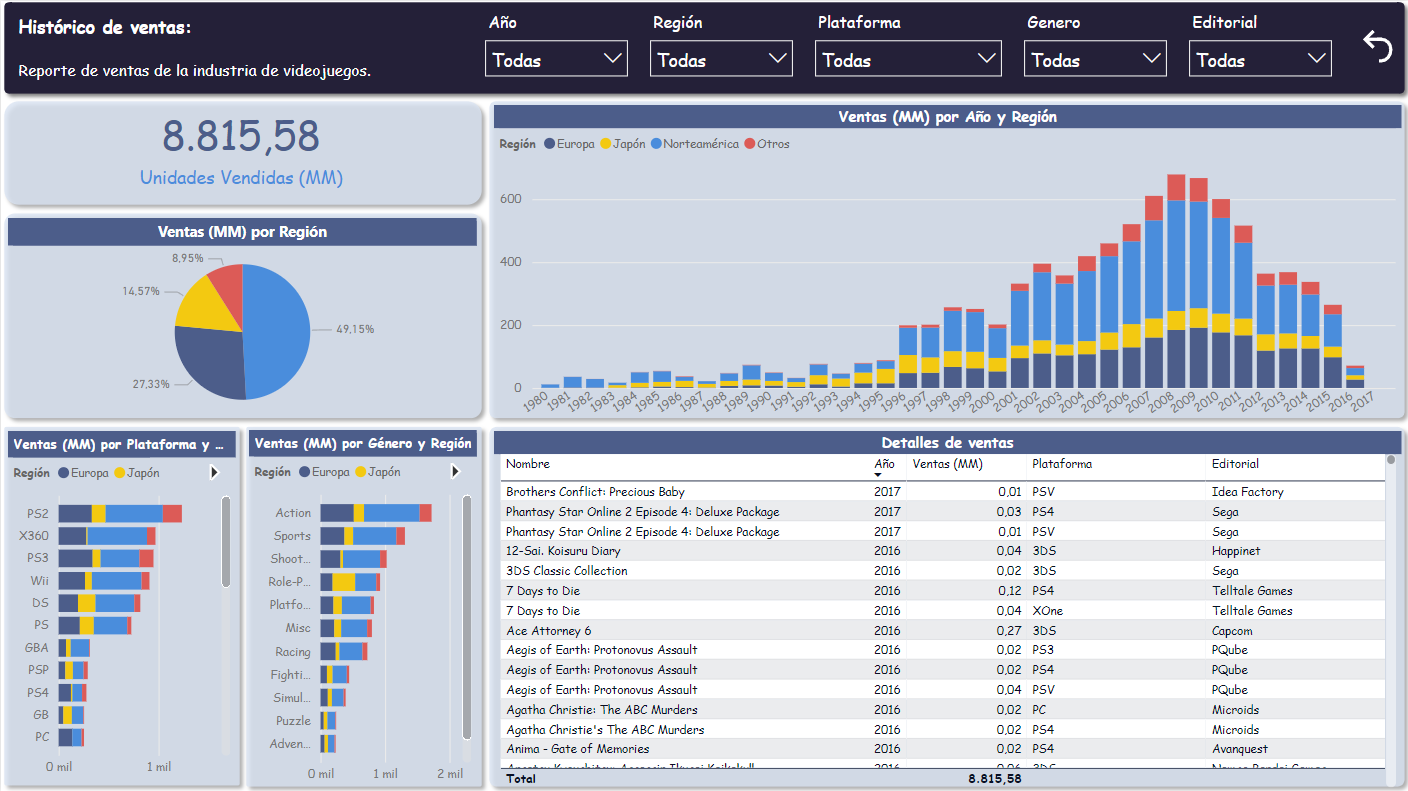 Histórico de ventas:
Reporte de ventas de la industria de videojuegos.
Año Región Plataforma Genero Editorial
Todas Todas Todas Todas Todas
8.815,58
Unidades Vendidas (MM)
Ventas (MM) por Región
8,95%
14,57%
49,15%
27,33%
Ventas (MM) por Año y Región
Región Europa Japón Norteamérica Otros
600
400
200
0
1980 1981 1982 1983 1984 1985 1986 1987 1988 1989 1990 1991 1992 1993 1994 1995 1996 1997 1998 1999 2000 2001 2002 2003 2004 2005 2006 2007 2008 2009 2010 2011 2012 2013 2014 2015 2016 2017
Ventas (MM) por Plataforma y ...
Región Europa Japón
PS2
X360
PS3
Wii
DS
PS
GBA
PSP
PS4
GB
PC
0 mil 1 mil
Ventas (MM) por Género y Región
Región Europa Japón
Action
Sports
Shoot...
Role-P...
Platfo...
Misc
Racing
Fighti...
Simul...
Puzzle
Adven...
0 mil 1 mil 2 mil
Detalles de ventas
Nombre Año Ventas (MM) Plataforma Editorial
Brothers Conflict: Precious Baby 2017 0,01 PSV Idea Factory
Phantasy Star Online 2 Episode 4: Deluxe Package 2017 0,03 PS4 Sega
Phantasy Star Online 2 Episode 4: Deluxe Package 2017 0,01 PSV Sega
12-Sai. Koisuru Diary 2016 0,04 3DS Happinet
3DS Classic Collection 2016 0,02 3DS Sega
7 Days to Die 2016 0,12 PS4 Telltale Games
7 Days to Die 2016 0,04 XOne Telltale Games
Ace Attorney 6 2016 0,27 3DS Capcom
Aegis of Earth: Protonovus Assault 2016 0,02 PS3 PQube
Aegis of Earth: Protonovus Assault 2016 0,02 PS4 PQube
Aegis of Earth: Protonovus Assault 2016 0,04 PSV PQube
Agatha Christie: The ABC Murders 2016 0,02 PC Microids
Agatha Christie's The ABC Murders 2016 0,02 PS4 Microids
Anima - Gate of Memories 2016 0,02 PS4 Avanquest
Total 8.815,58